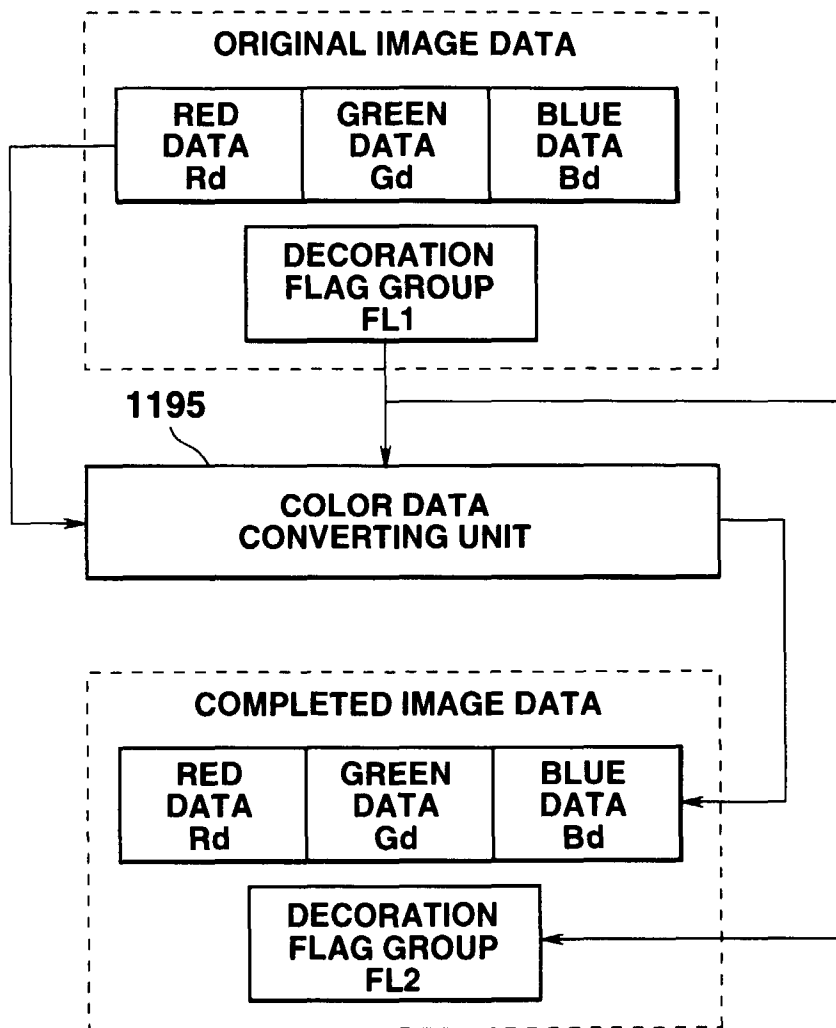 ORIGINAL IMAGE DATA
RED
DATA
Rd
GREEN
DATA
Gd
BLUE
DATA
Bd
DECORATION
FLAG GROUP
FL1
1195
COLOR DATA
CONVERTING UNIT
COMPLETED IMAGE DATA
RED
DATA
Rd
GREEN
DATA
Gd
BLUE
DATA
Bd
DECORATION
FLAG GROUP
FL2